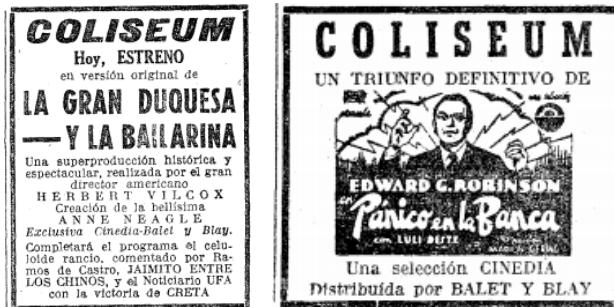 COLISEUM
Hoy, ESTRENO
en versión original de
LA GRAN DUQUESA
— Y LA BAILARINA
Una superproducción histórica y
espectacular, realizada por el gran
director americano
HERBERT VILCOX
Creación de la bellísima
ANNE NEAGLE
Exclusiva Cinedia-Balet y Blay.
Completará el programa el celu-
loide rancio, comentado por Ra-
mos de Castro, JAIMITO ENTRE
LOS CHINOS, y el Noticiario UFA
con la victoria de CRETA
COLISEUM
UN TRIUNFO DEFINITIVO DE
EDWARD G. ROBINSON
en Pánico en la Banca
con LULI
Una selección CINEDIA
Distribuída por BALET Y BLAY